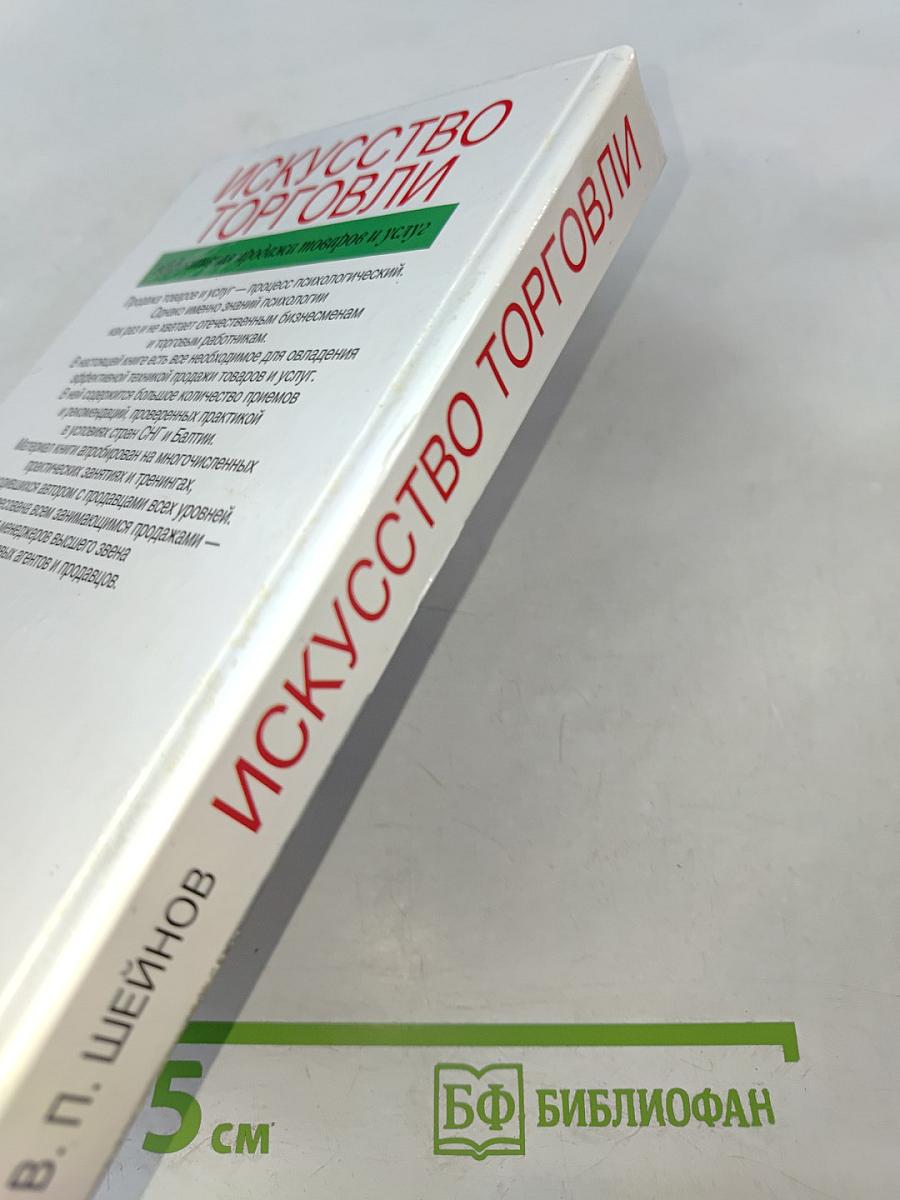 ИСКУССТВО
ТОРГОВЛИ
продажи товаров и услуг
Продажа товаров и услуг — процесс психологический.
Однако именно знаний психологии
как раз и не хватает отечественным бизнесменам
и торговым работникам.
В настоящей книге есть все необходимое для овладения
эффективной техникой продажи товаров и услуг.
В ней содержится большое количество приемов
и рекомендаций, проверенных практикой
в условиях стран СНГ и Балтии.
Материал книги апробирован на многочисленных
практических занятиях и тренингах,
автором с продавцами всех уровней.
всем занимающимся продажами —
менеджеров высшего звена
агентов и продавцов.
В. П. ШЕЙНОВ ИСКУССТВО ТОРГОВЛИ
5 см
БФ БИБЛИОФАН